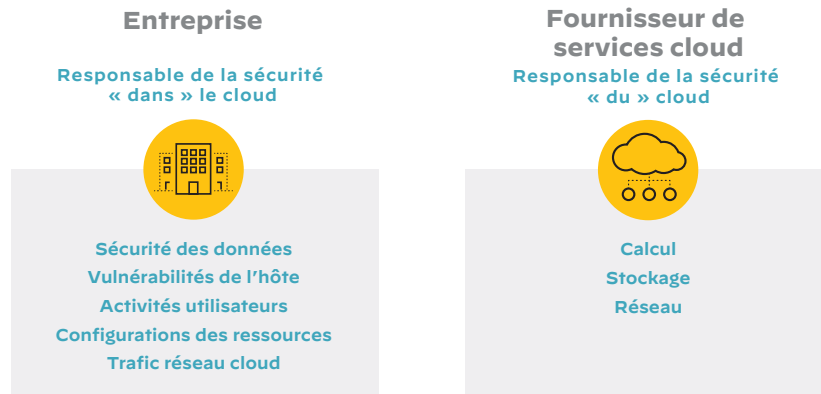 Entreprise
Responsable de la sécurité
« dans » le cloud
Sécurité des données
Vulnérabilités de l'hôte
Activités utilisateurs
Configurations des ressources
Trafic réseau cloud
Fournisseur de
services cloud
Responsable de la sécurité
« du » cloud
Calcul
Stockage
Réseau